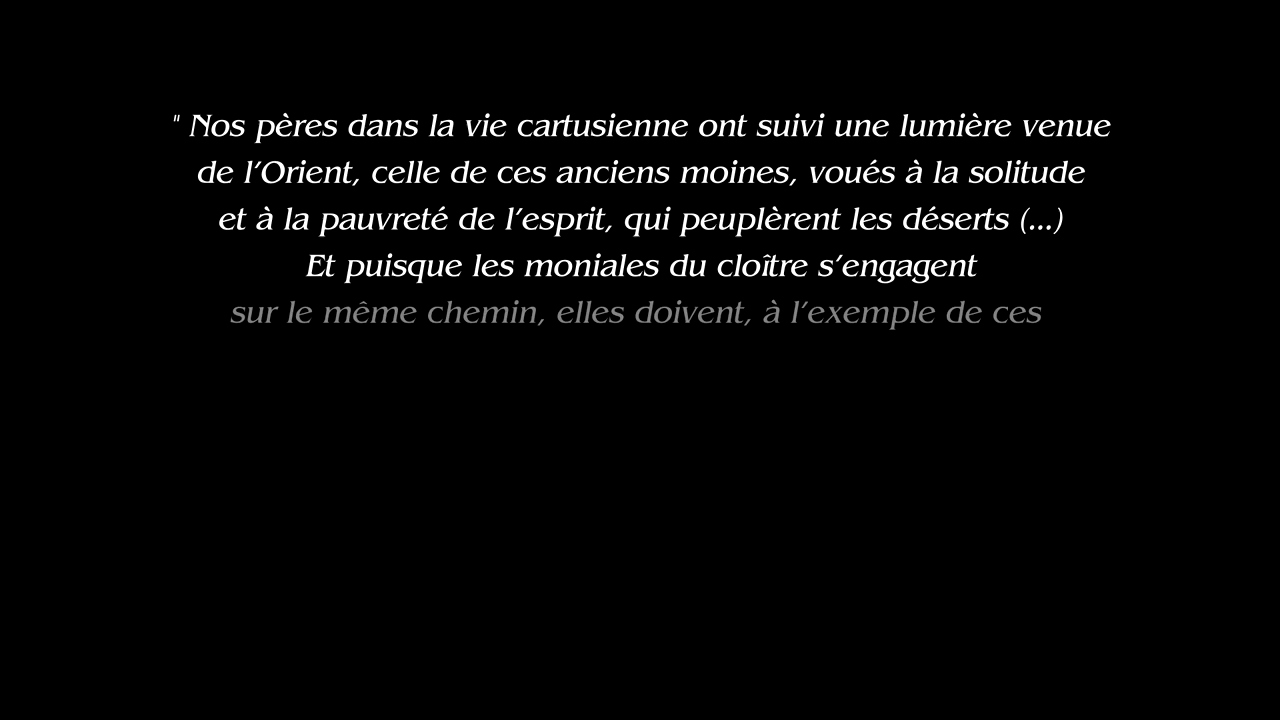 " Nos pères dans la vie cartusienne ont suivi une lumière venue
de l’Orient, celle de ces anciens moines, voués à la solitude
et à la pauvreté de l’esprit, qui peuplèrent les déserts (...)
Et puisque les moniales du cloître s’engagent
sur le même chemin, elles doivent, à l’exemple de ces